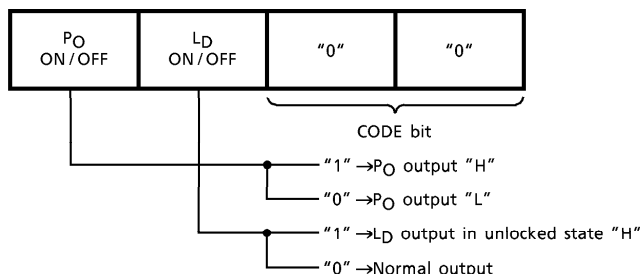 PO
ON/OFF
LD
ON/OFF
"0"
"0"
CODE bit
"1" →PO output "H"
"0" →PO output "L"
"1" →LD output in unlocked state "H"
"0" →Normal output